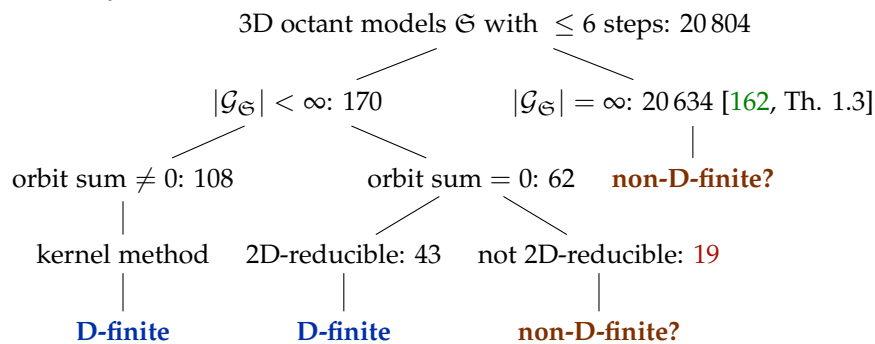 3D octant models 𝔖 with ≤ 6 steps: 20 804
|𝒢_𝔖| < ∞: 170 |𝒢_𝔖| = ∞: 20 634 [162, Th. 1.3]
orbit sum ≠ 0: 108 orbit sum = 0: 62 non-D-finite?
kernel method 2D-reducible: 43 not 2D-reducible: 19
D-finite D-finite non-D-finite?